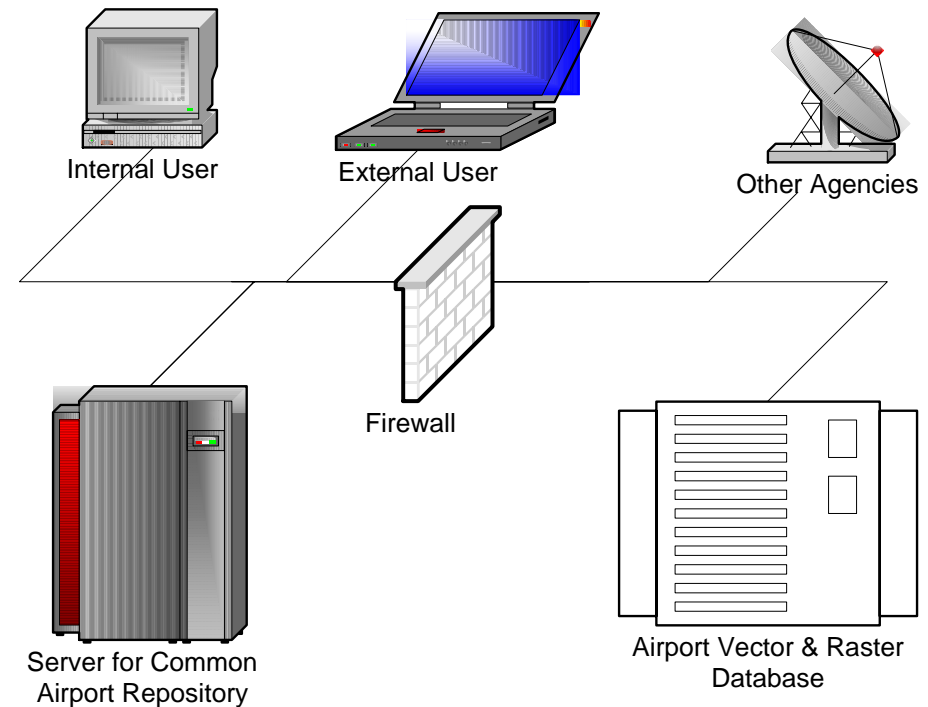 Internal User
External User
Other Agencies
Firewall
Server for Common
Airport Repository
Airport Vector & Raster
Database